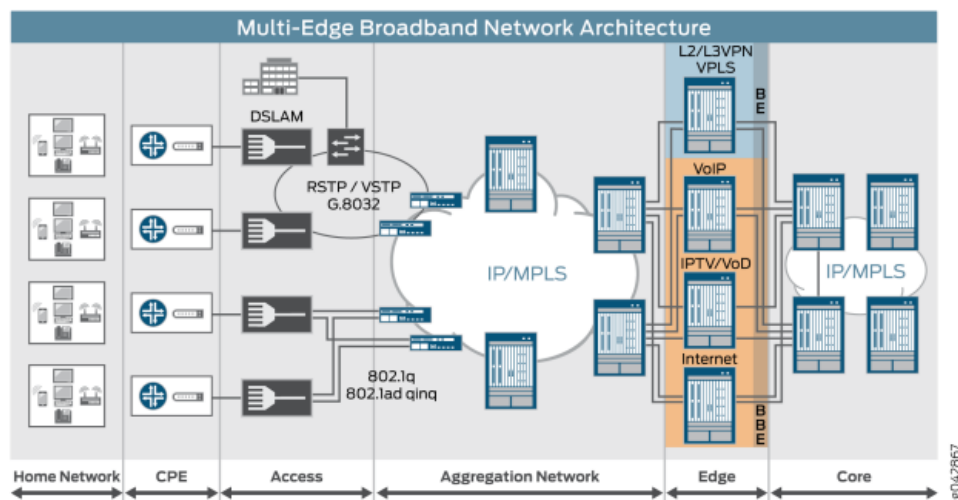 Multi-Edge Broadband Network Architecture
L2/L3VPN
VPLS
B
E
DSLAM
RSTP / VSTP
G.8032
VoIP
IP/MPLS
IPTV/VoD
IP/MPLS
Internet
802.1q
802.1ad qinq
B
B
E
Home Network
CPE
Access
Aggregation Network
Edge
Core
g042867